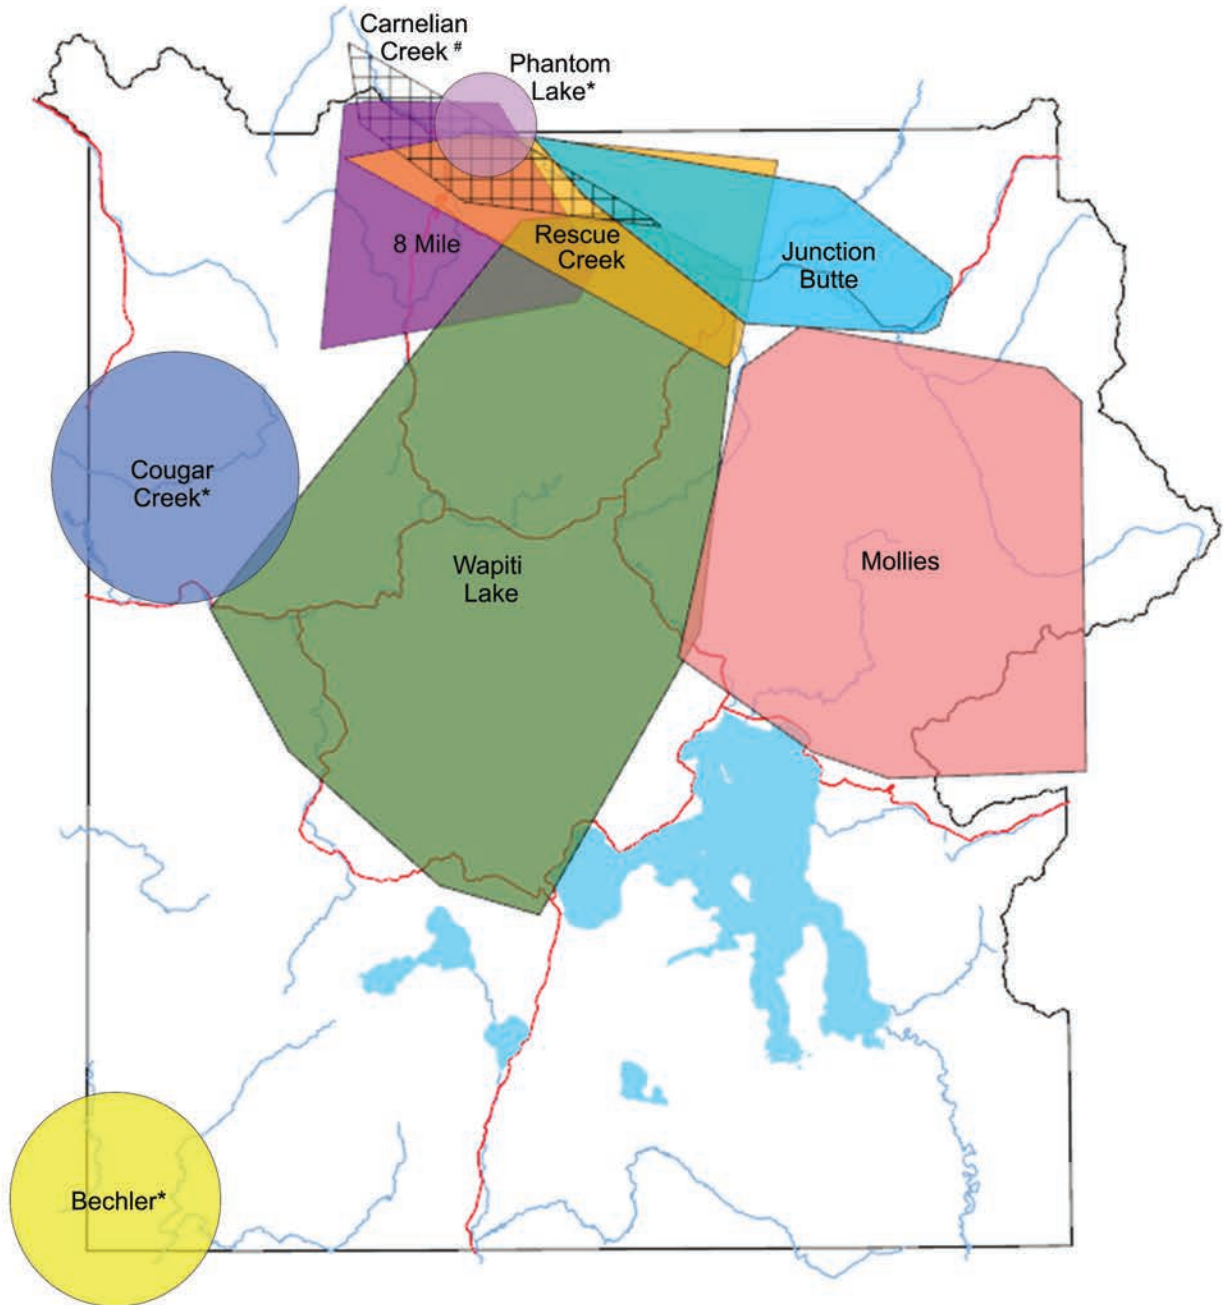 Carnelian
Creek #
Phantom
Lake*
8 Mile
Rescue
Creek
Junction
Butte
Cougar
Creek*
Wapiti
Lake
Mollies
Bechler*